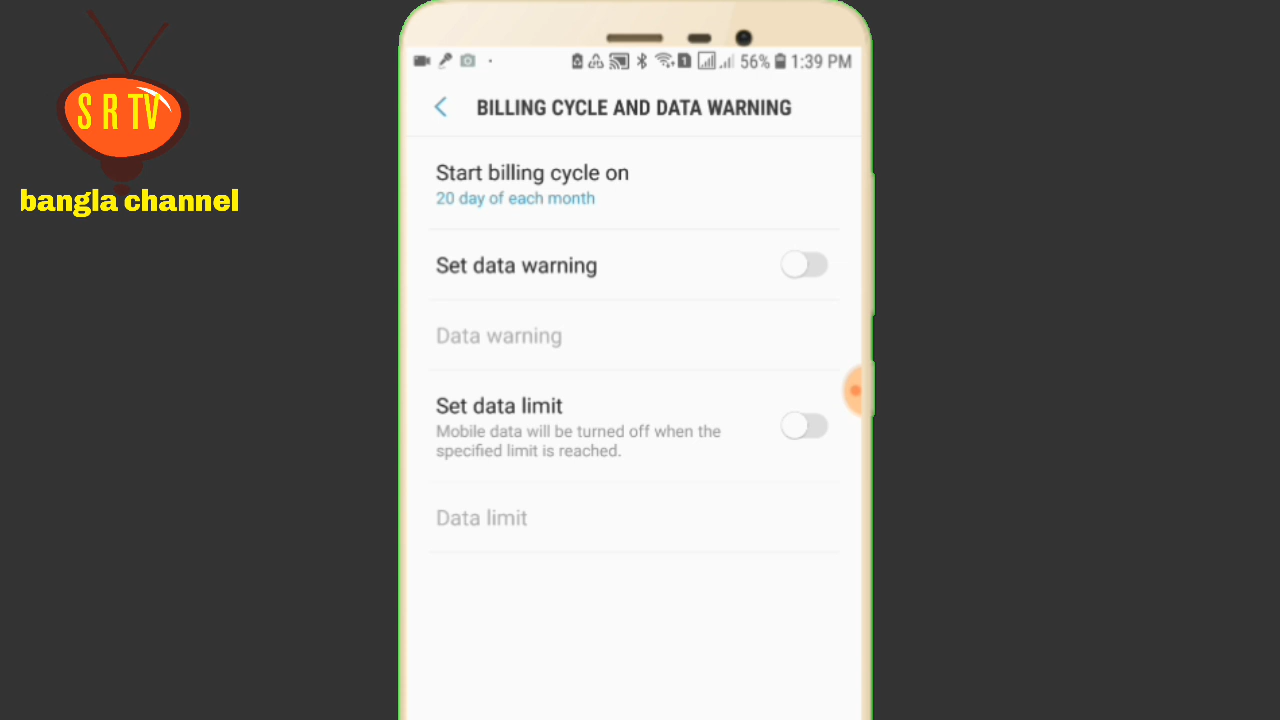 S R TV
bangla channel
1
56%
1:39 PM
BILLING CYCLE AND DATA WARNING
Start billing cycle on
20 day of each month
Set data warning
Data warning
Set data limit
Mobile data will be turned off when the
specified limit is reached.
Data limit